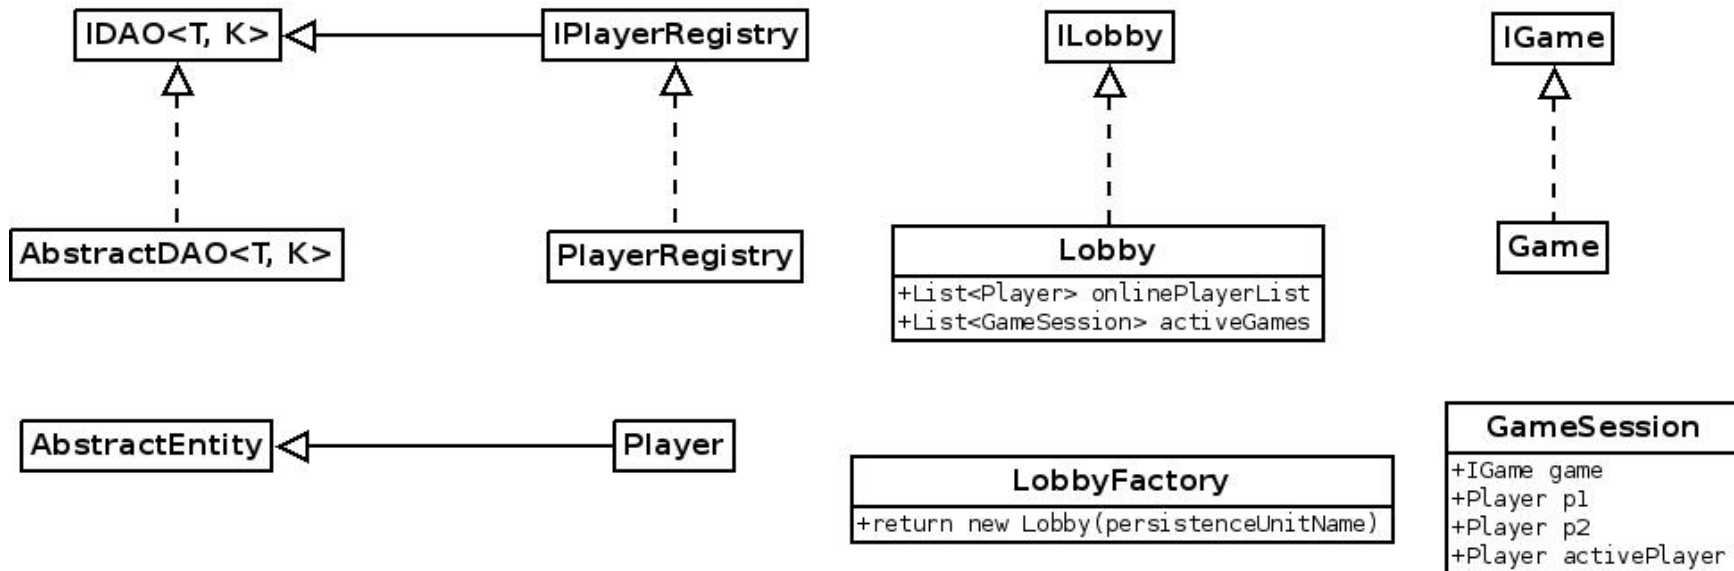 IDAO<T, K>
IPlayerRegistry
ILobby
IGame
AbstractDAO<T, K>
PlayerRegistry
Lobby
+List<Player> onlinePlayerList
+List<GameSession> activeGames
Game
AbstractEntity
Player
LobbyFactory
+return new Lobby(persistenceUnitName)
GameSession
+IGame game
+Player p1
+Player p2
+Player activePlayer